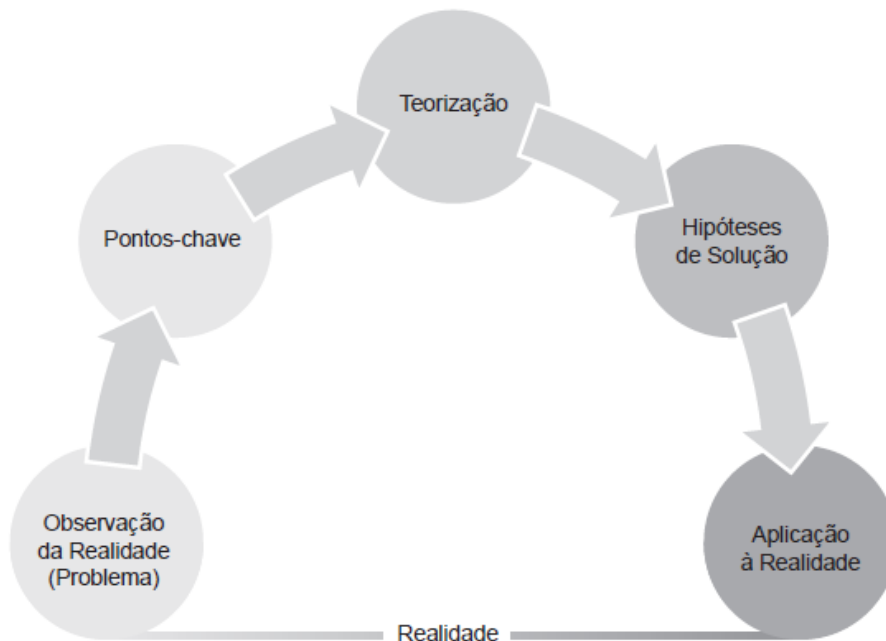 Teorização
Pontos-chave
Hipóteses
de Solução
Observação
da Realidade
(Problema)
Aplicação
à Realidade
Realidade